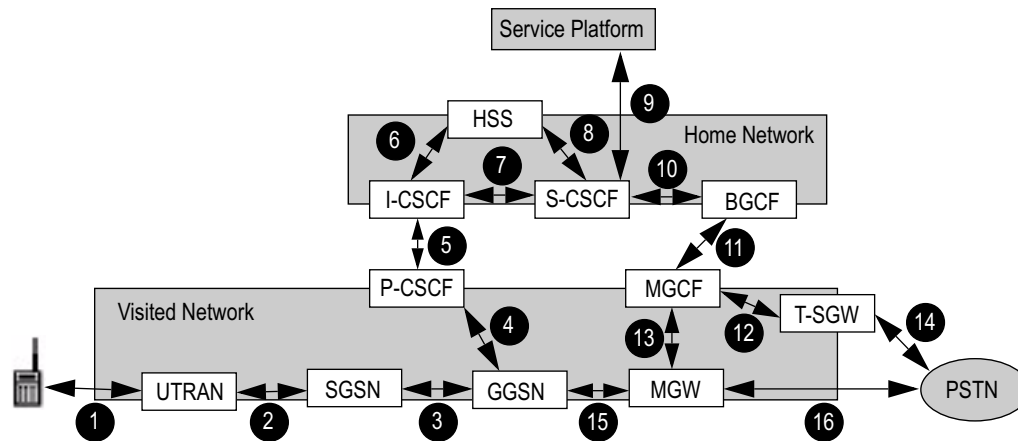 Service Platform
9
HSS
Home Network
6
8
7
10
I-CSCF
S-CSCF
BGCF
5
11
P-CSCF
MGCF
Visited Network
4
T-SGW
13
12
14
UTRAN
SGSN
GGSN
MGW
PSTN
1
2
3
15
16